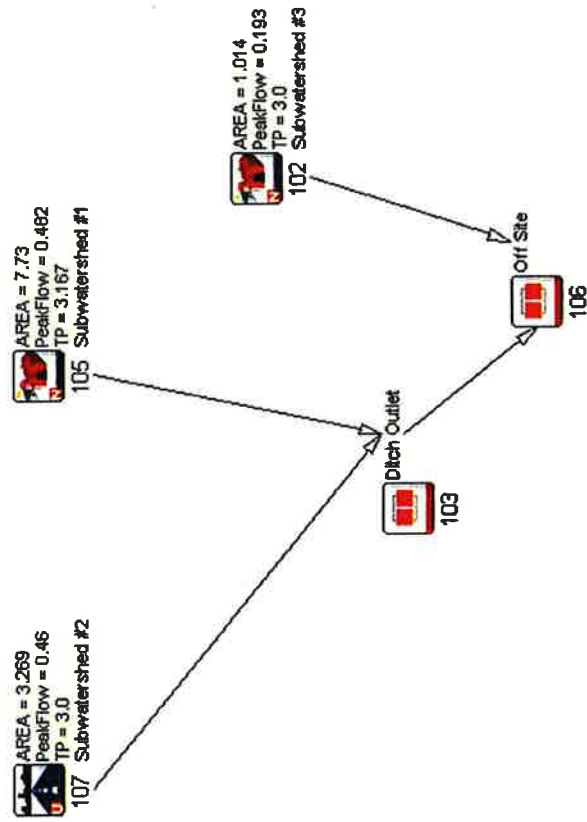 AREA = 3.269
PeakFlow = 0.46
TP = 3.0
107 Subwatershed #2
AREA = 7.73
PeakFlow = 0.482
TP = 3.167
105 Subwatershed #1
AREA = 1.014
PeakFlow = 0.193
TP = 3.0
102 Subwatershed #3
Ditch Outlet
103
Off Site
106
U
N
N